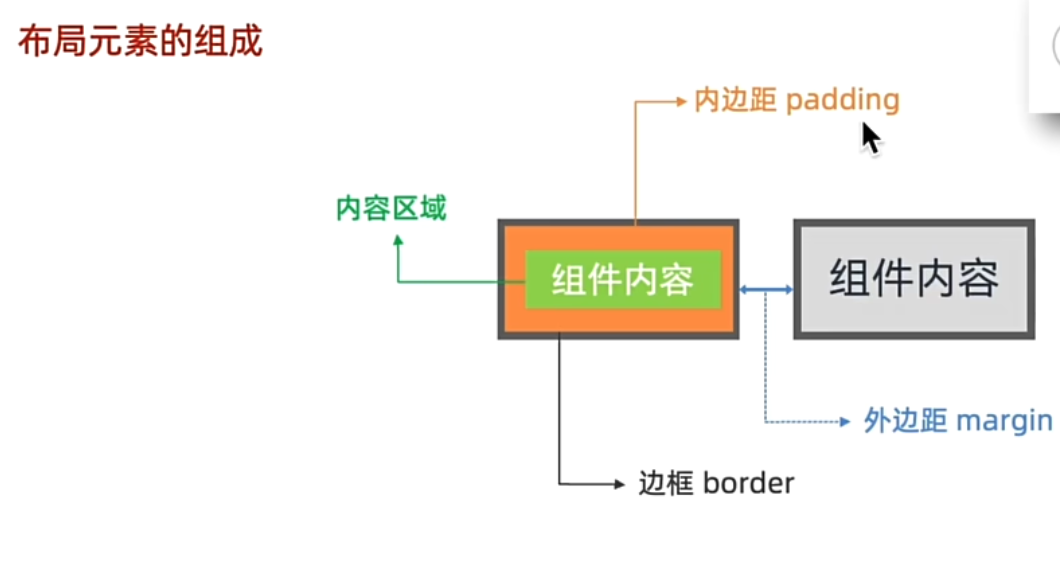 布局元素的组成
内边距 padding
内容区域
组件内容
组件内容
外边距 margin
边框 border